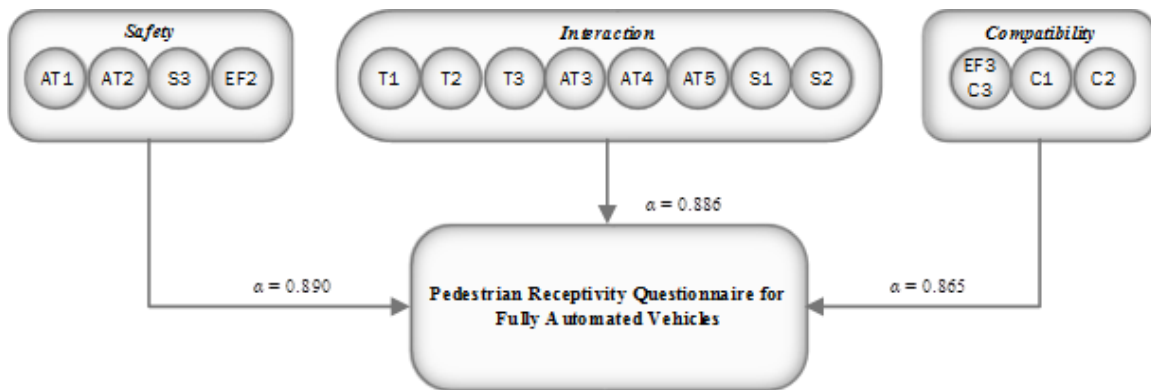 Safety
AT1 AT2 S3 EF2
Interaction
T1 T2 T3 AT3 AT4 AT5 S1 S2
Compatibility
EF3
C3
C1 C2
α = 0.886
α = 0.890
α = 0.865
Pedestrian Receptivity Questionnaire for
Fully Automated Vehicles